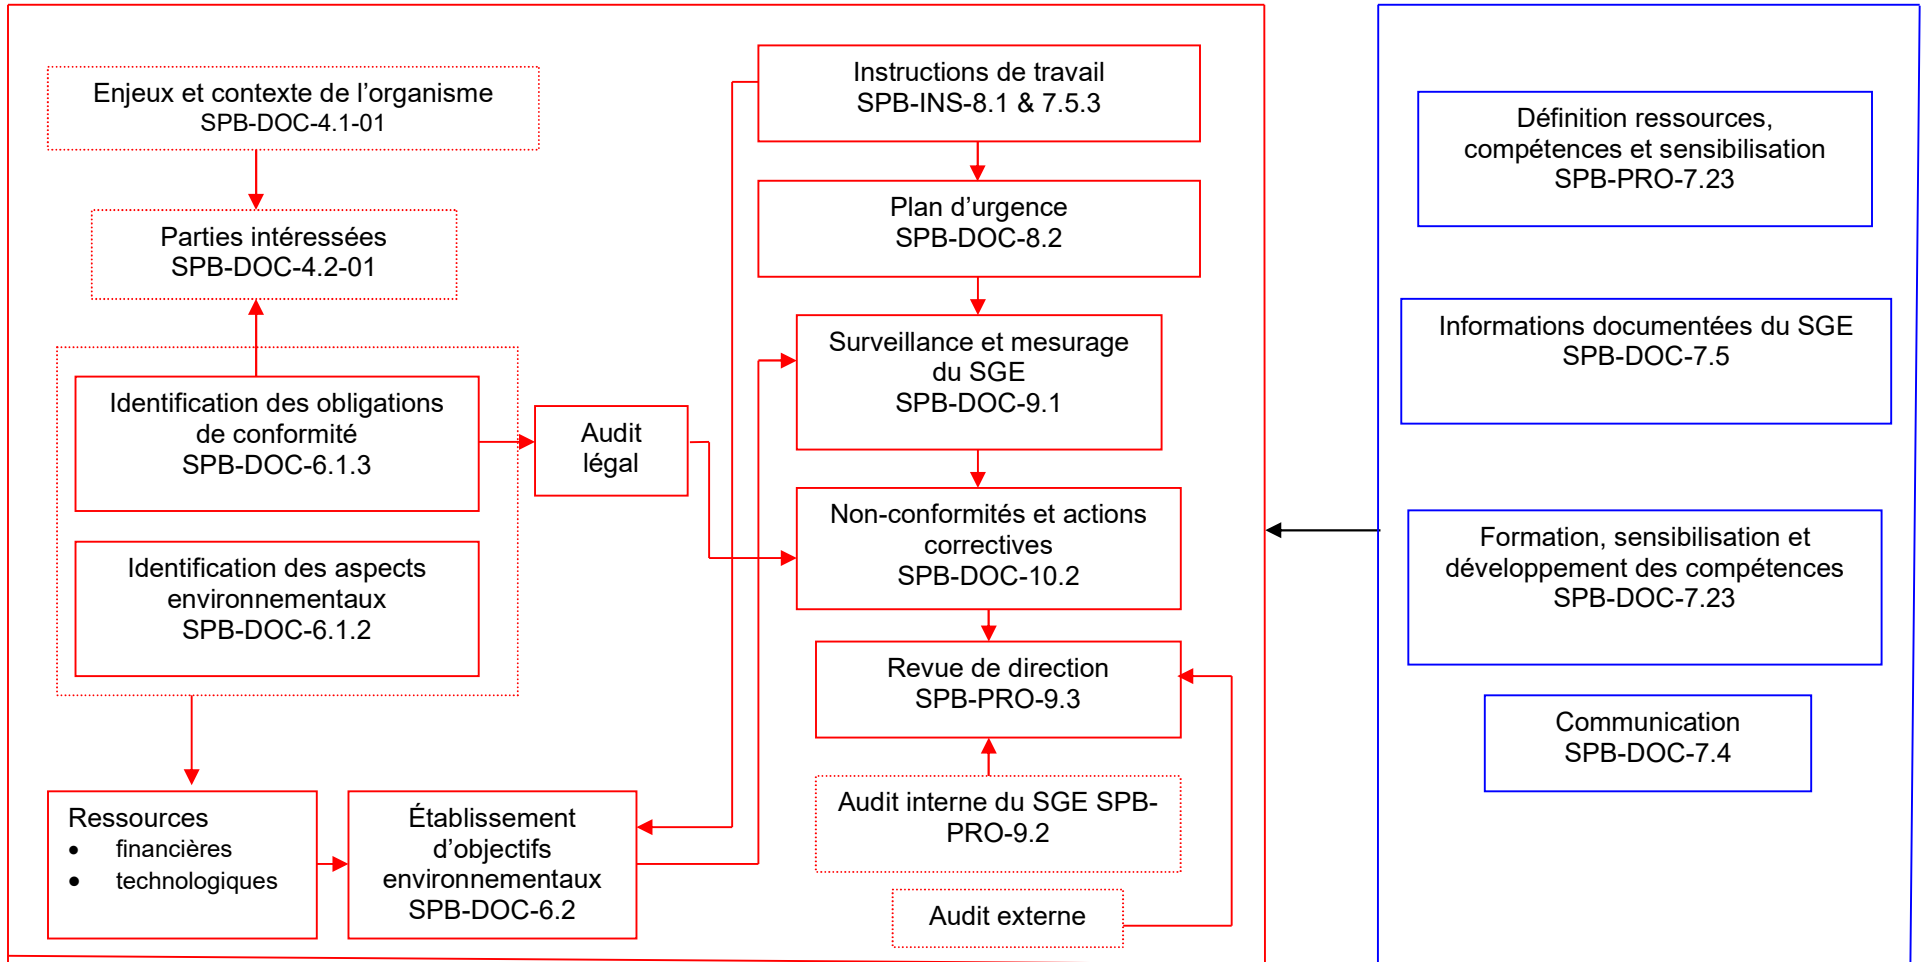 Enjeux et contexte de l’organisme
SPB-DOC-4.1-01
Parties intéressées
SPB-DOC-4.2-01
Identification des obligations
de conformité
SPB-DOC-6.1.3
Identification des aspects
environnementaux
SPB-DOC-6.1.2
Audit
légal
Ressources
• financières
• technologiques
Établissement
d’objectifs
environnementaux
SPB-DOC-6.2
Instructions de travail
SPB-INS-8.1 & 7.5.3
Plan d’urgence
SPB-DOC-8.2
Surveillance et mesurage
du SGE
SPB-DOC-9.1
Non-conformités et actions
correctives
SPB-DOC-10.2
Revue de direction
SPB-PRO-9.3
Audit interne du SGE SPB-
PRO-9.2
Audit externe
Définition ressources,
compétences et sensibilisation
SPB-PRO-7.23
Informations documentées du SGE
SPB-DOC-7.5
Formation, sensibilisation et
développement des compétences
SPB-DOC-7.23
Communication
SPB-DOC-7.4